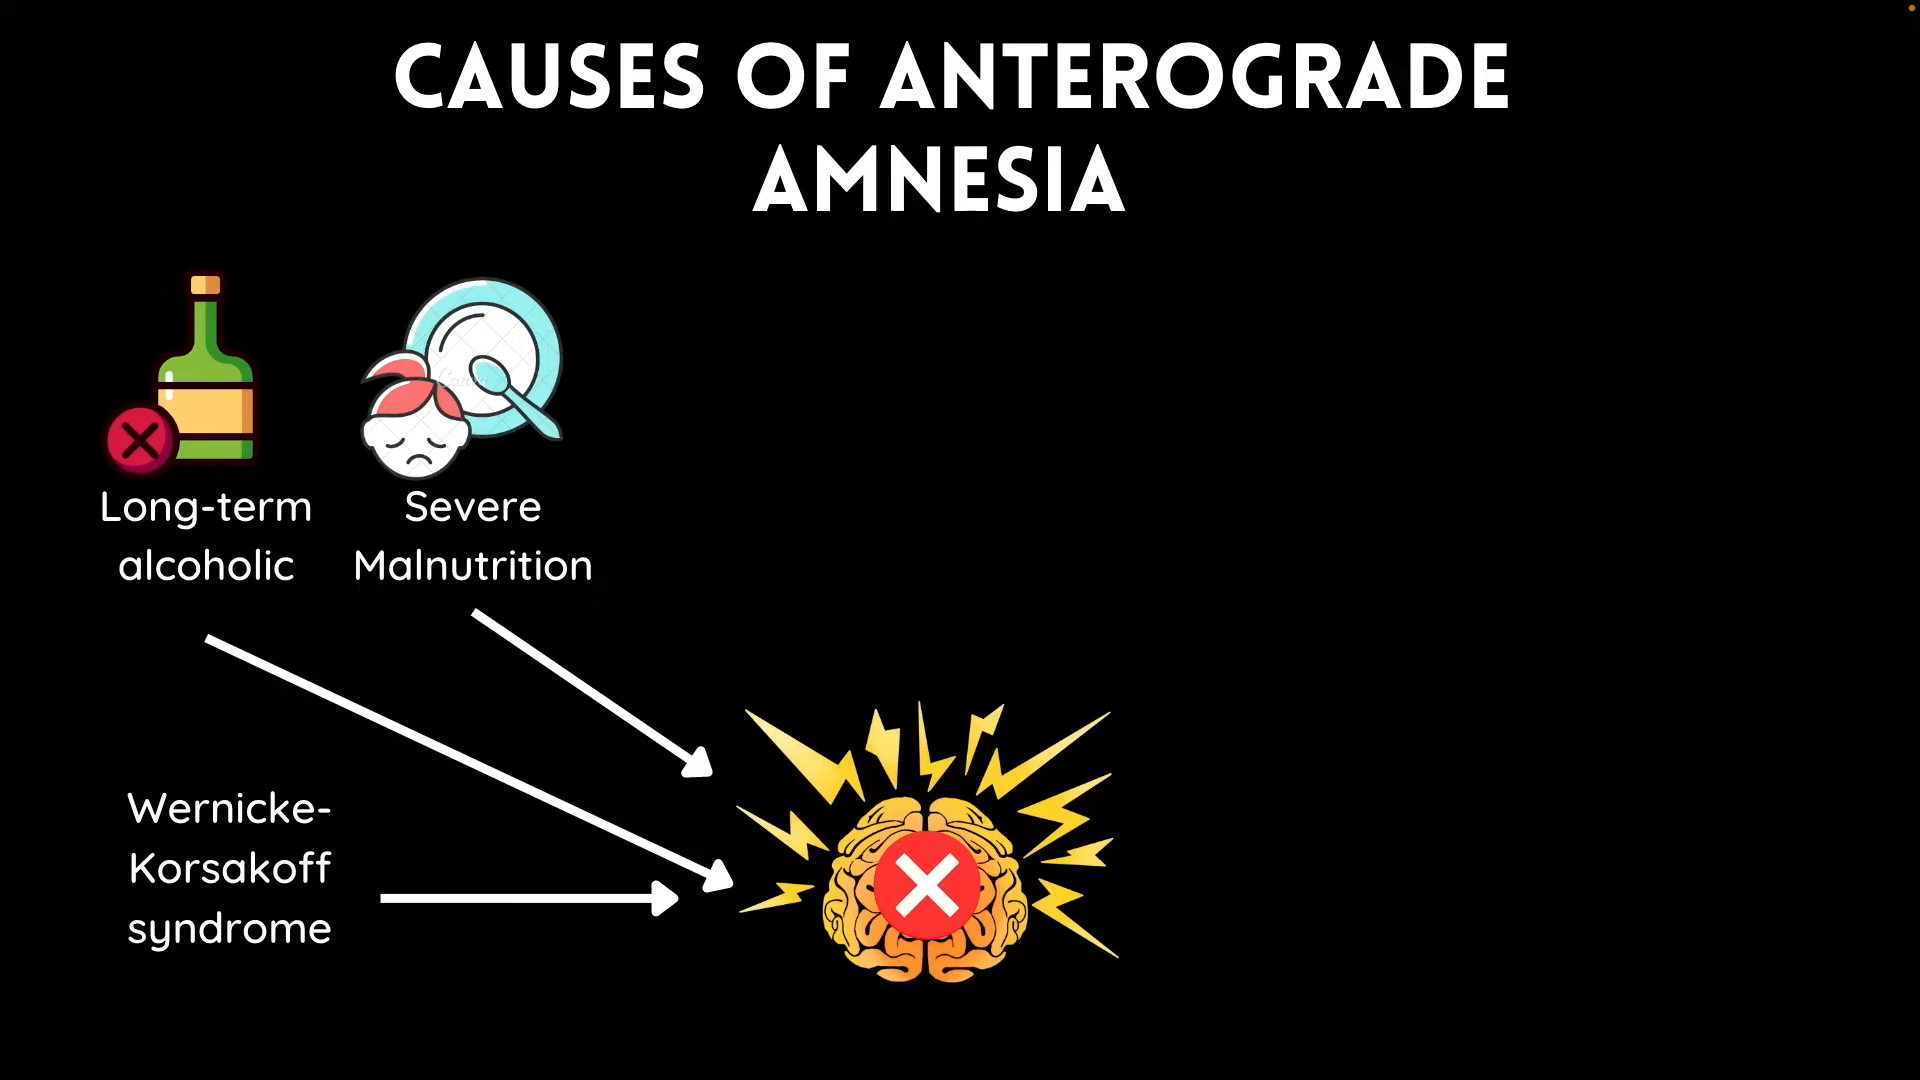 CAUSES OF ANTEROGRADE
AMNESIA
Long-term
alcoholic
Severe
Malnutrition
Wernicke-
Korsakoff
syndrome